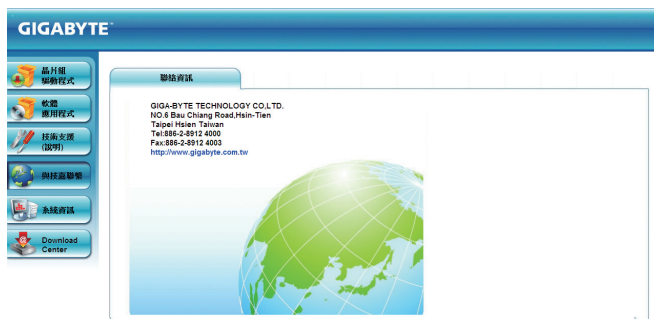 GIGABYTE™
晶片組
驅動程式
軟體
應用程式
技術支援
(說明)
與技嘉聯繫
系統資訊
Download
Center
聯絡資訊
GIGA-BYTE TECHNOLOGY CO,LTD.
NO.6 Bau Chiang Road,Hsin-Tien
Taipei Hsien Taiwan
Tel:886-2-8912 4000
Fax:886-2-8912 4003
http://www.gigabyte.com.tw